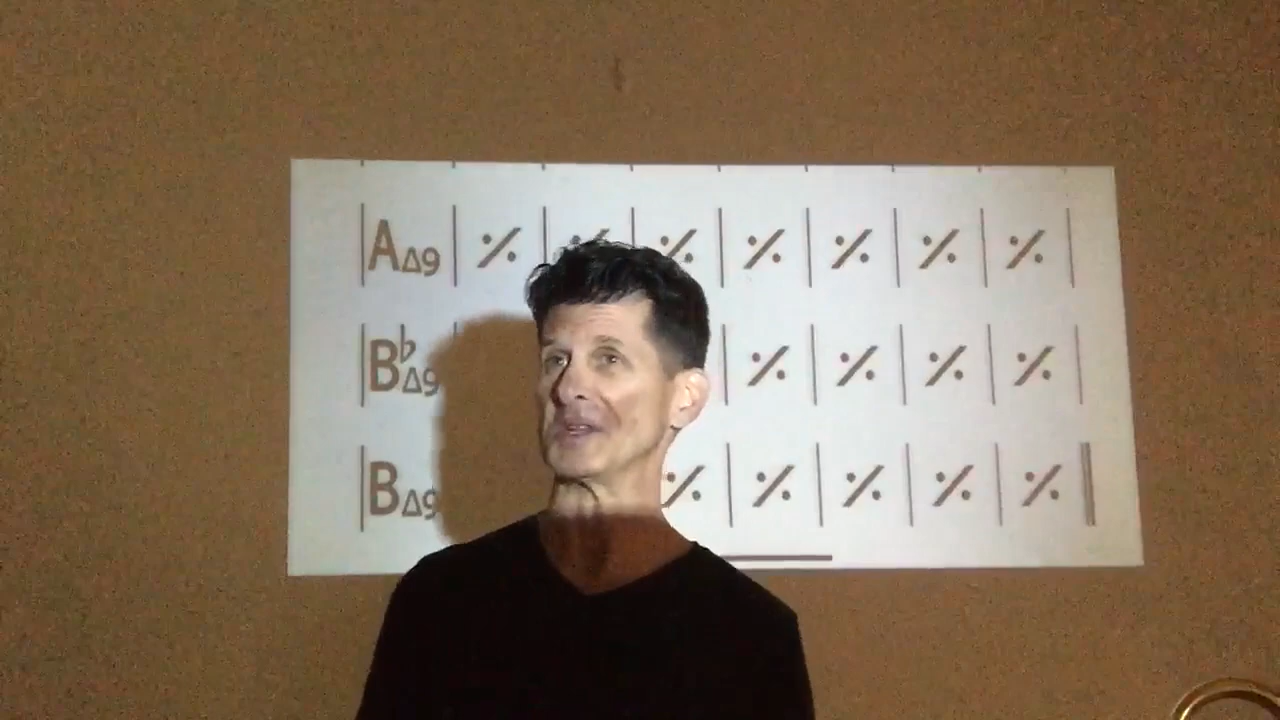 | AΔ9 | 𝄎 | 𝄎 | 𝄎 | 𝄎 | 𝄎 | 𝄎 | 𝄎 |
| B♭Δ9 | 𝄎 | 𝄎 | 𝄎 | 𝄎 |
| BΔ9 𝄎 | 𝄎 | 𝄎 | 𝄎 | 𝄎 ||